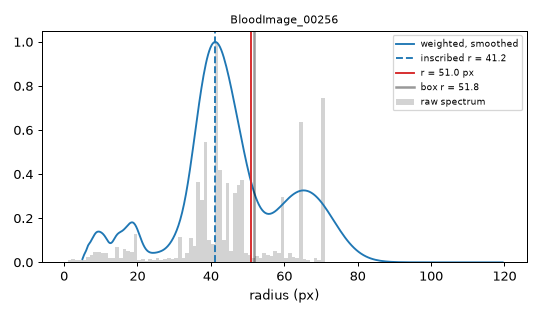 BloodImage_00256
weighted, smoothed
inscribed r = 41.2
r = 51.0 px
box r = 51.8
raw spectrum
1.0
0.8
0.6
0.4
0.2
0.0
0 20 40 60 80 100 120
radius (px)